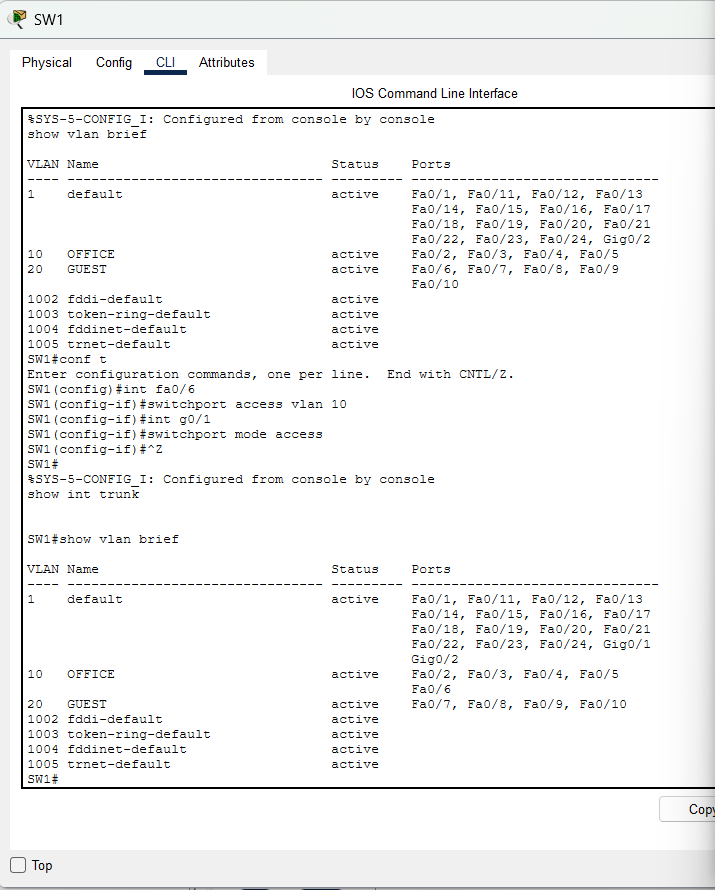 SW1
Physical Config CLI Attributes
IOS Command Line Interface
%SYS-5-CONFIG_I: Configured from console by console
show vlan brief
VLAN Name                             Status    Ports
---- -------------------------------- --------- -------------------------------
1    default                          active    Fa0/1, Fa0/11, Fa0/12, Fa0/13
                                                Fa0/14, Fa0/15, Fa0/16, Fa0/17
                                                Fa0/18, Fa0/19, Fa0/20, Fa0/21
                                                Fa0/22, Fa0/23, Fa0/24, Gig0/2
10   OFFICE                           active    Fa0/2, Fa0/3, Fa0/4, Fa0/5
20   GUEST                            active    Fa0/6, Fa0/7, Fa0/8, Fa0/9
                                                Fa0/10
1002 fddi-default                     active
1003 token-ring-default               active
1004 fddinet-default                  active
1005 trnet-default                    active
SW1#conf t
Enter configuration commands, one per line.  End with CNTL/Z.
SW1(config)#int fa0/6
SW1(config-if)#switchport access vlan 10
SW1(config-if)#int g0/1
SW1(config-if)#switchport mode access
SW1(config-if)#^Z
SW1#
%SYS-5-CONFIG_I: Configured from console by console
show int trunk
SW1#show vlan brief
VLAN Name                             Status    Ports
---- -------------------------------- --------- -------------------------------
1    default                          active    Fa0/1, Fa0/11, Fa0/12, Fa0/13
                                                Fa0/14, Fa0/15, Fa0/16, Fa0/17
                                                Fa0/18, Fa0/19, Fa0/20, Fa0/21
                                                Fa0/22, Fa0/23, Fa0/24, Gig0/1
                                                Gig0/2
10   OFFICE                           active    Fa0/2, Fa0/3, Fa0/4, Fa0/5
                                                Fa0/6
20   GUEST                            active    Fa0/7, Fa0/8, Fa0/9, Fa0/10
1002 fddi-default                     active
1003 token-ring-default               active
1004 fddinet-default                  active
1005 trnet-default                    active
SW1#
Copy
Top